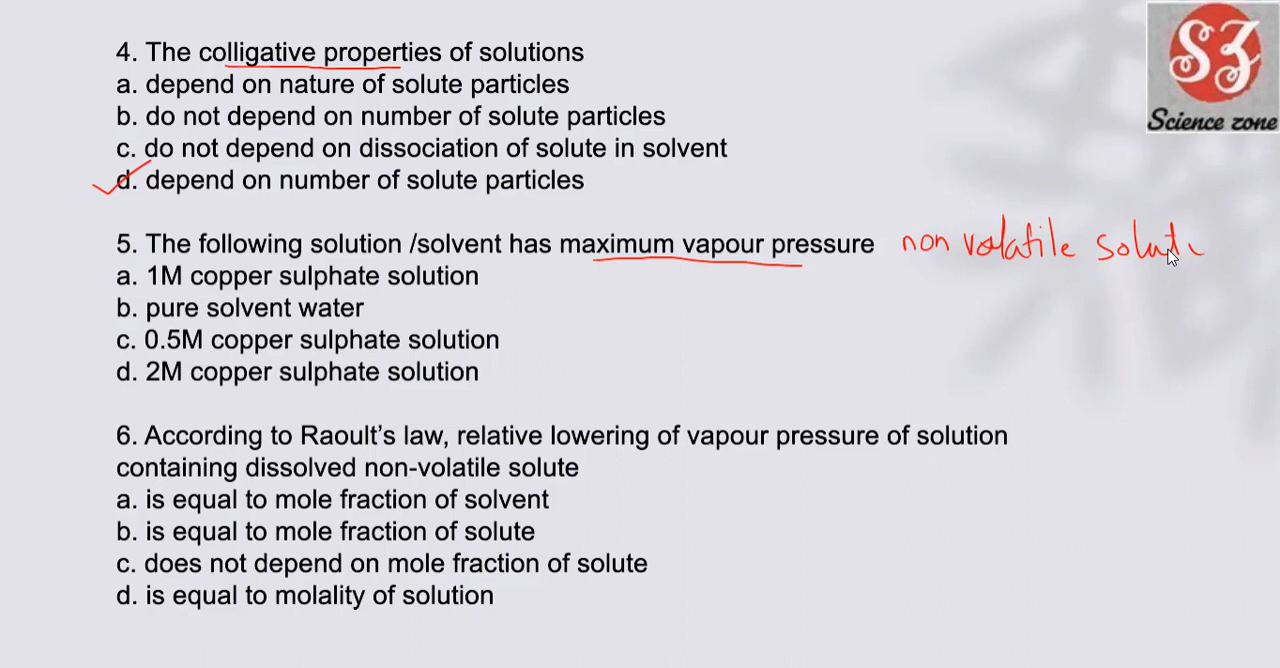 SZ
Science zone
4. The colligative properties of solutions
a. depend on nature of solute particles
b. do not depend on number of solute particles
c. do not depend on dissociation of solute in solvent
d. depend on number of solute particles
5. The following solution /solvent has maximum vapour pressure non volatile solute
a. 1M copper sulphate solution
b. pure solvent water
c. 0.5M copper sulphate solution
d. 2M copper sulphate solution
6. According to Raoult’s law, relative lowering of vapour pressure of solution
containing dissolved non-volatile solute
a. is equal to mole fraction of solvent
b. is equal to mole fraction of solute
c. does not depend on mole fraction of solute
d. is equal to molality of solution